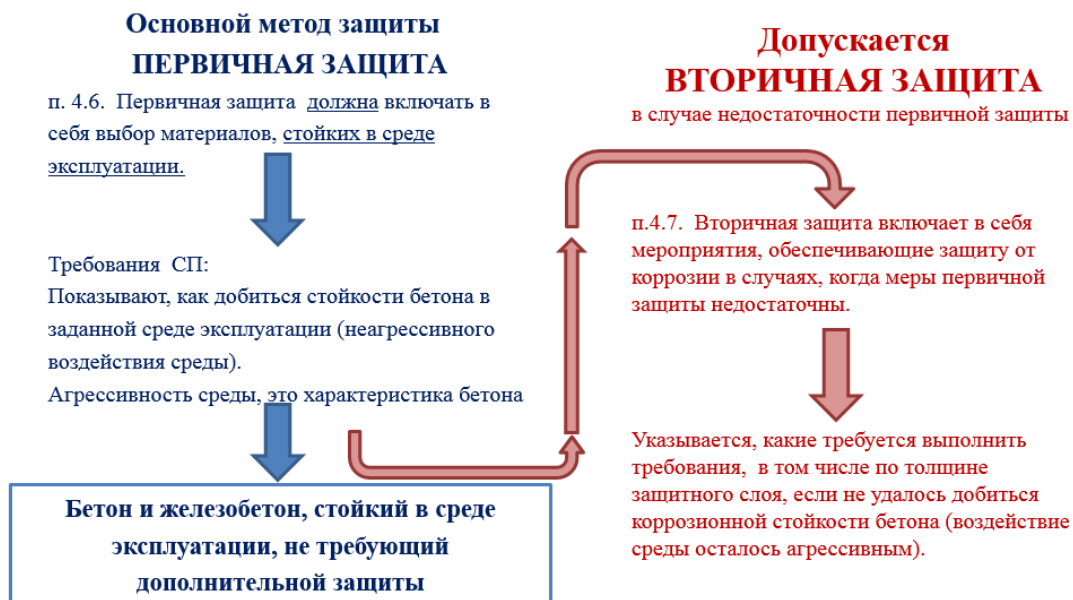 Основной метод защиты
ПЕРВИЧНАЯ ЗАЩИТА
п. 4.6. Первичная защита должна включать в
себя выбор материалов, стойких в среде
эксплуатации.
Требования СП:
Показывают, как добиться стойкости бетона в
заданной среде эксплуатации (неагрессивного
воздействия среды).
Агрессивность среды, это характеристика бетона
Бетон и железобетон, стойкий в среде
эксплуатации, не требующий
дополнительной защиты
Допускается
ВТОРИЧНАЯ ЗАЩИТА
в случае недостаточности первичной защиты
п.4.7. Вторичная защита включает в себя
мероприятия, обеспечивающие защиту от
коррозии в случаях, когда меры первичной
защиты недостаточны.
Указывается, какие требуется выполнить
требования, в том числе по толщине
защитного слоя, если не удалось добиться
коррозионной стойкости бетона (воздействие
среды осталось агрессивным).